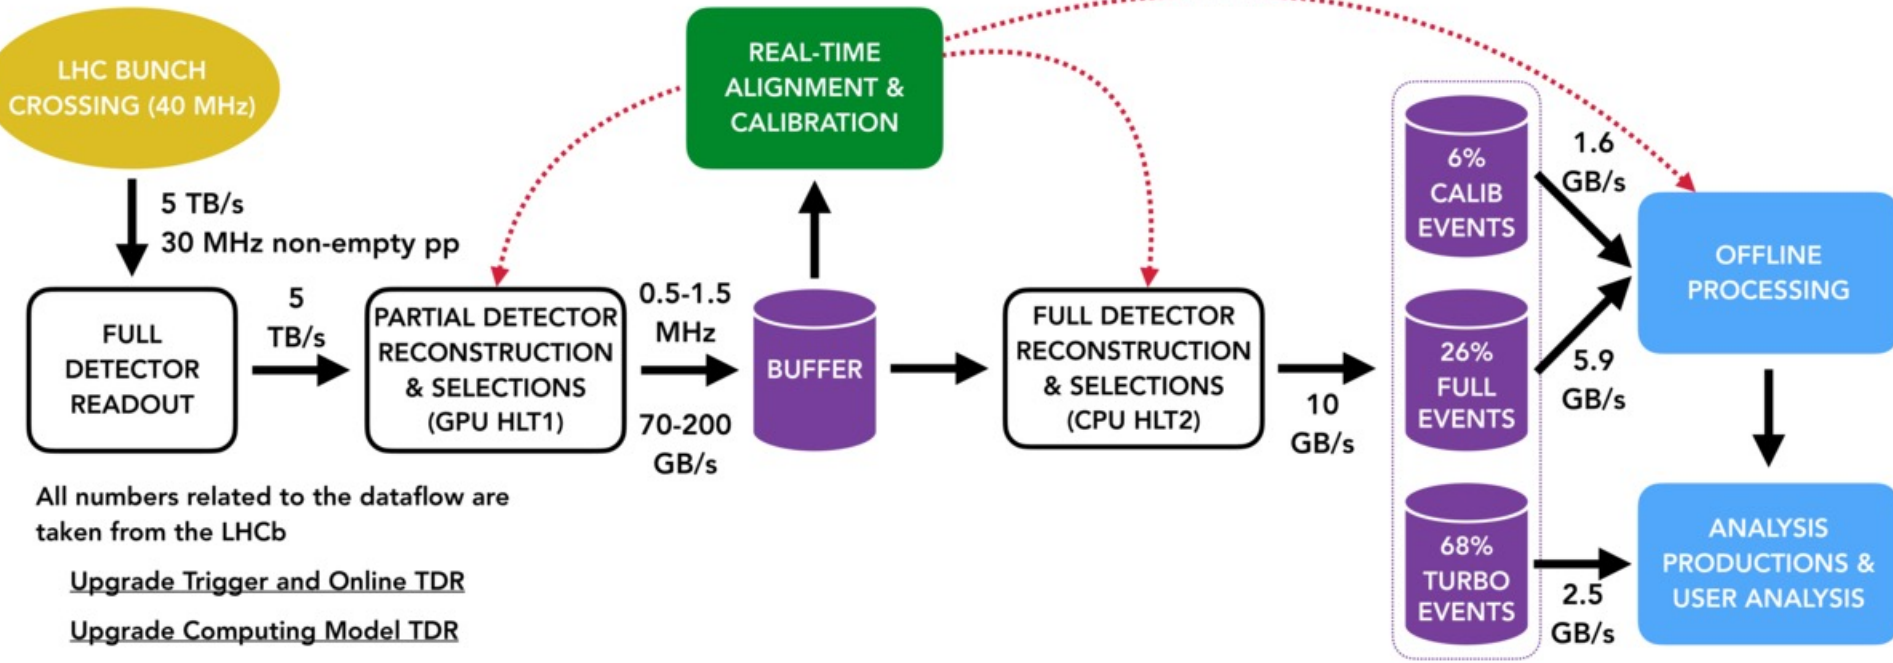 LHC BUNCH
CROSSING (40 MHz)
5 TB/s
30 MHz non-empty pp
FULL
DETECTOR
READOUT
5
TB/s
PARTIAL DETECTOR
RECONSTRUCTION
& SELECTIONS
(GPU HLT1)
0.5-1.5
MHz
70-200
GB/s
REAL-TIME
ALIGNMENT &
CALIBRATION
BUFFER
FULL DETECTOR
RECONSTRUCTION
& SELECTIONS
(CPU HLT2)
10
GB/s
6%
CALIB
EVENTS
1.6
GB/s
26%
FULL
EVENTS
5.9
GB/s
68%
TURBO
EVENTS
2.5
GB/s
OFFLINE
PROCESSING
ANALYSIS
PRODUCTIONS &
USER ANALYSIS
All numbers related to the dataflow are
taken from the LHCb
Upgrade Trigger and Online TDR
Upgrade Computing Model TDR